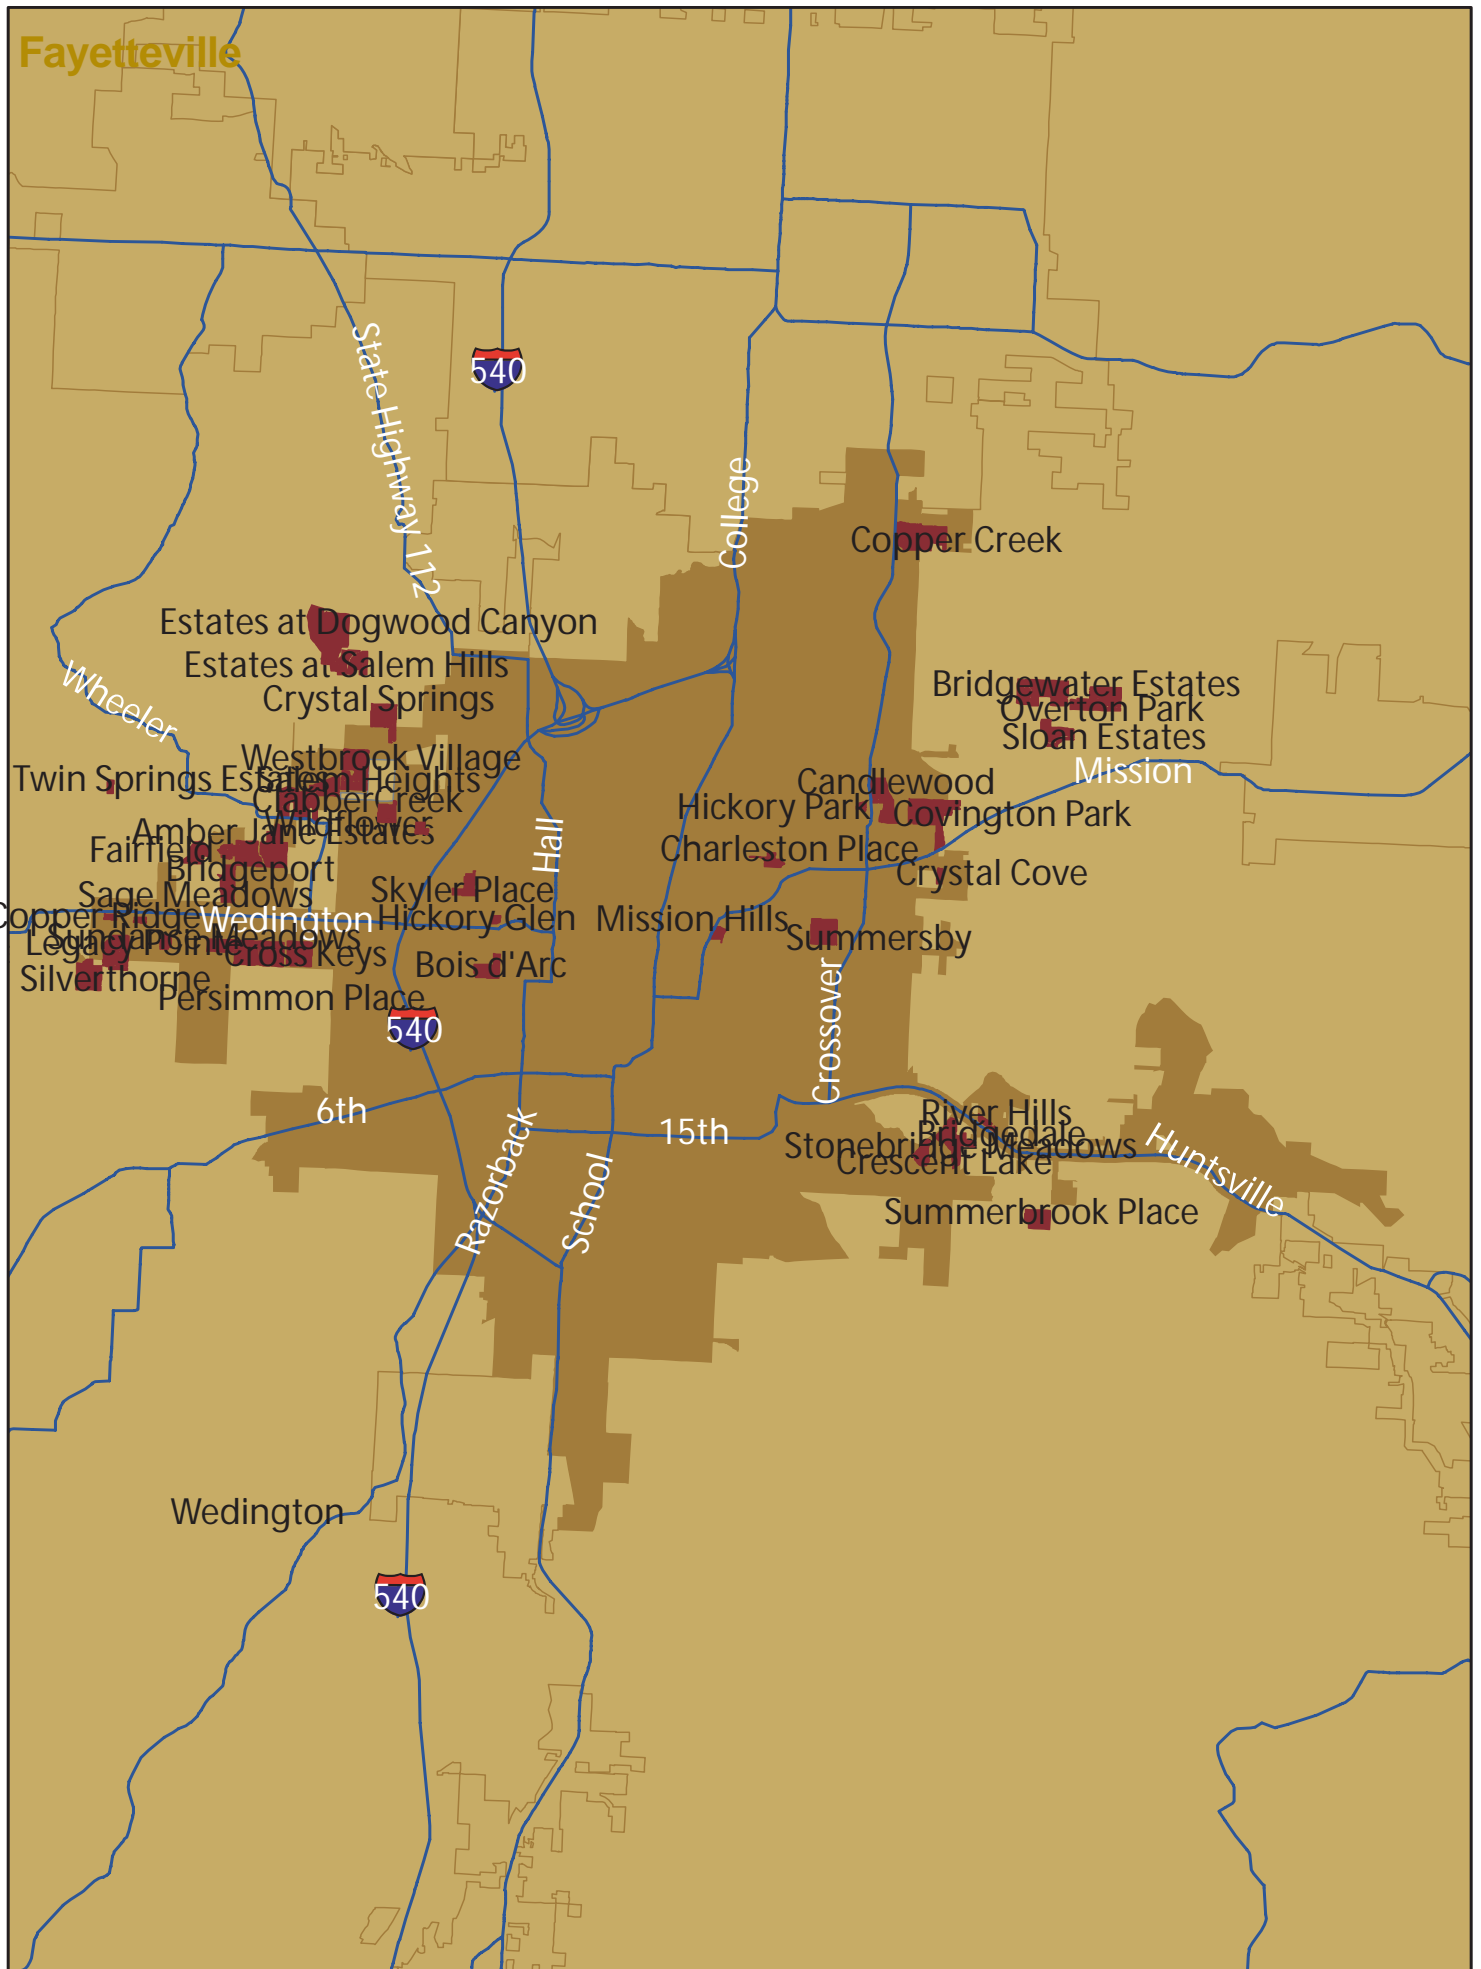 Fayetteville
State Highway 112
540
College
Copper Creek
Estates at Dogwood Canyon
Estates at Salem Hills
Crystal Springs
Bridgewater Estates
Overton Park
Sloan Estates
Wheeler
Westbrook Village
Twin Springs Estates
Salem Heights
Mission
Candlewood
Clabber Creek
Hickory Park
Covington Park
Wildflower
Amber Jane Estates
Hall
Fairfield
Charleston Place
Bridgeport
Crystal Cove
Skyler Place
Sage Meadows
Copper Ridge
Wedington
Hickory Glen
Mission Hills
Summersby
Sundance Meadows
Legacy Pointe
Cross Keys
Bois d'Arc
Silverthorne
Persimmon Place
540
Crossover
6th
15th
River Hills
Bridgedale
Stonebridge Meadows
Crescent Lake
Huntsville
Razorback
School
Summerbrook Place
Wedington
540